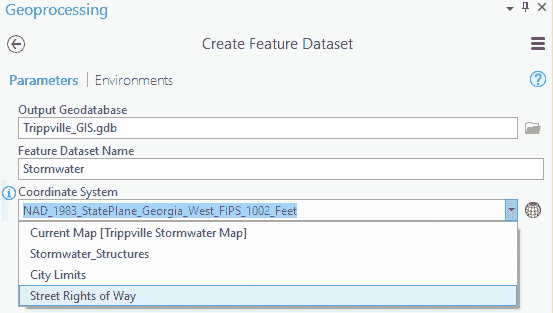 Geoprocessing
Create Feature Dataset
Parameters | Environments
?
Output Geodatabase
Trippville_GIS.gdb
Feature Dataset Name
Stormwater
i Coordinate System
NAD_1983_StatePlane_Georgia_West_FIPS_1002_Feet
Current Map [Trippville Stormwater Map]
Stormwater_Structures
City Limits
Street Rights of Way